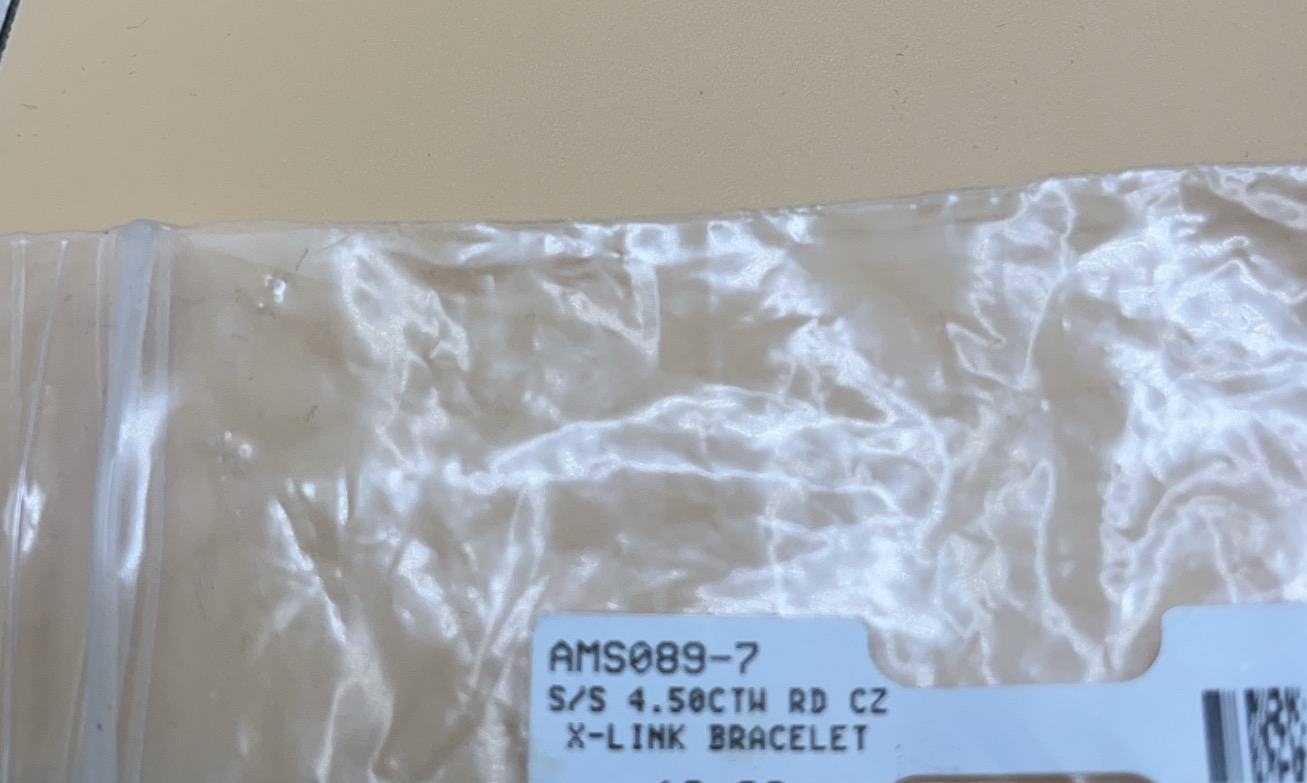 AMS089-7
S/S 4.50CTW RD CZ
X-LINK BRACELET